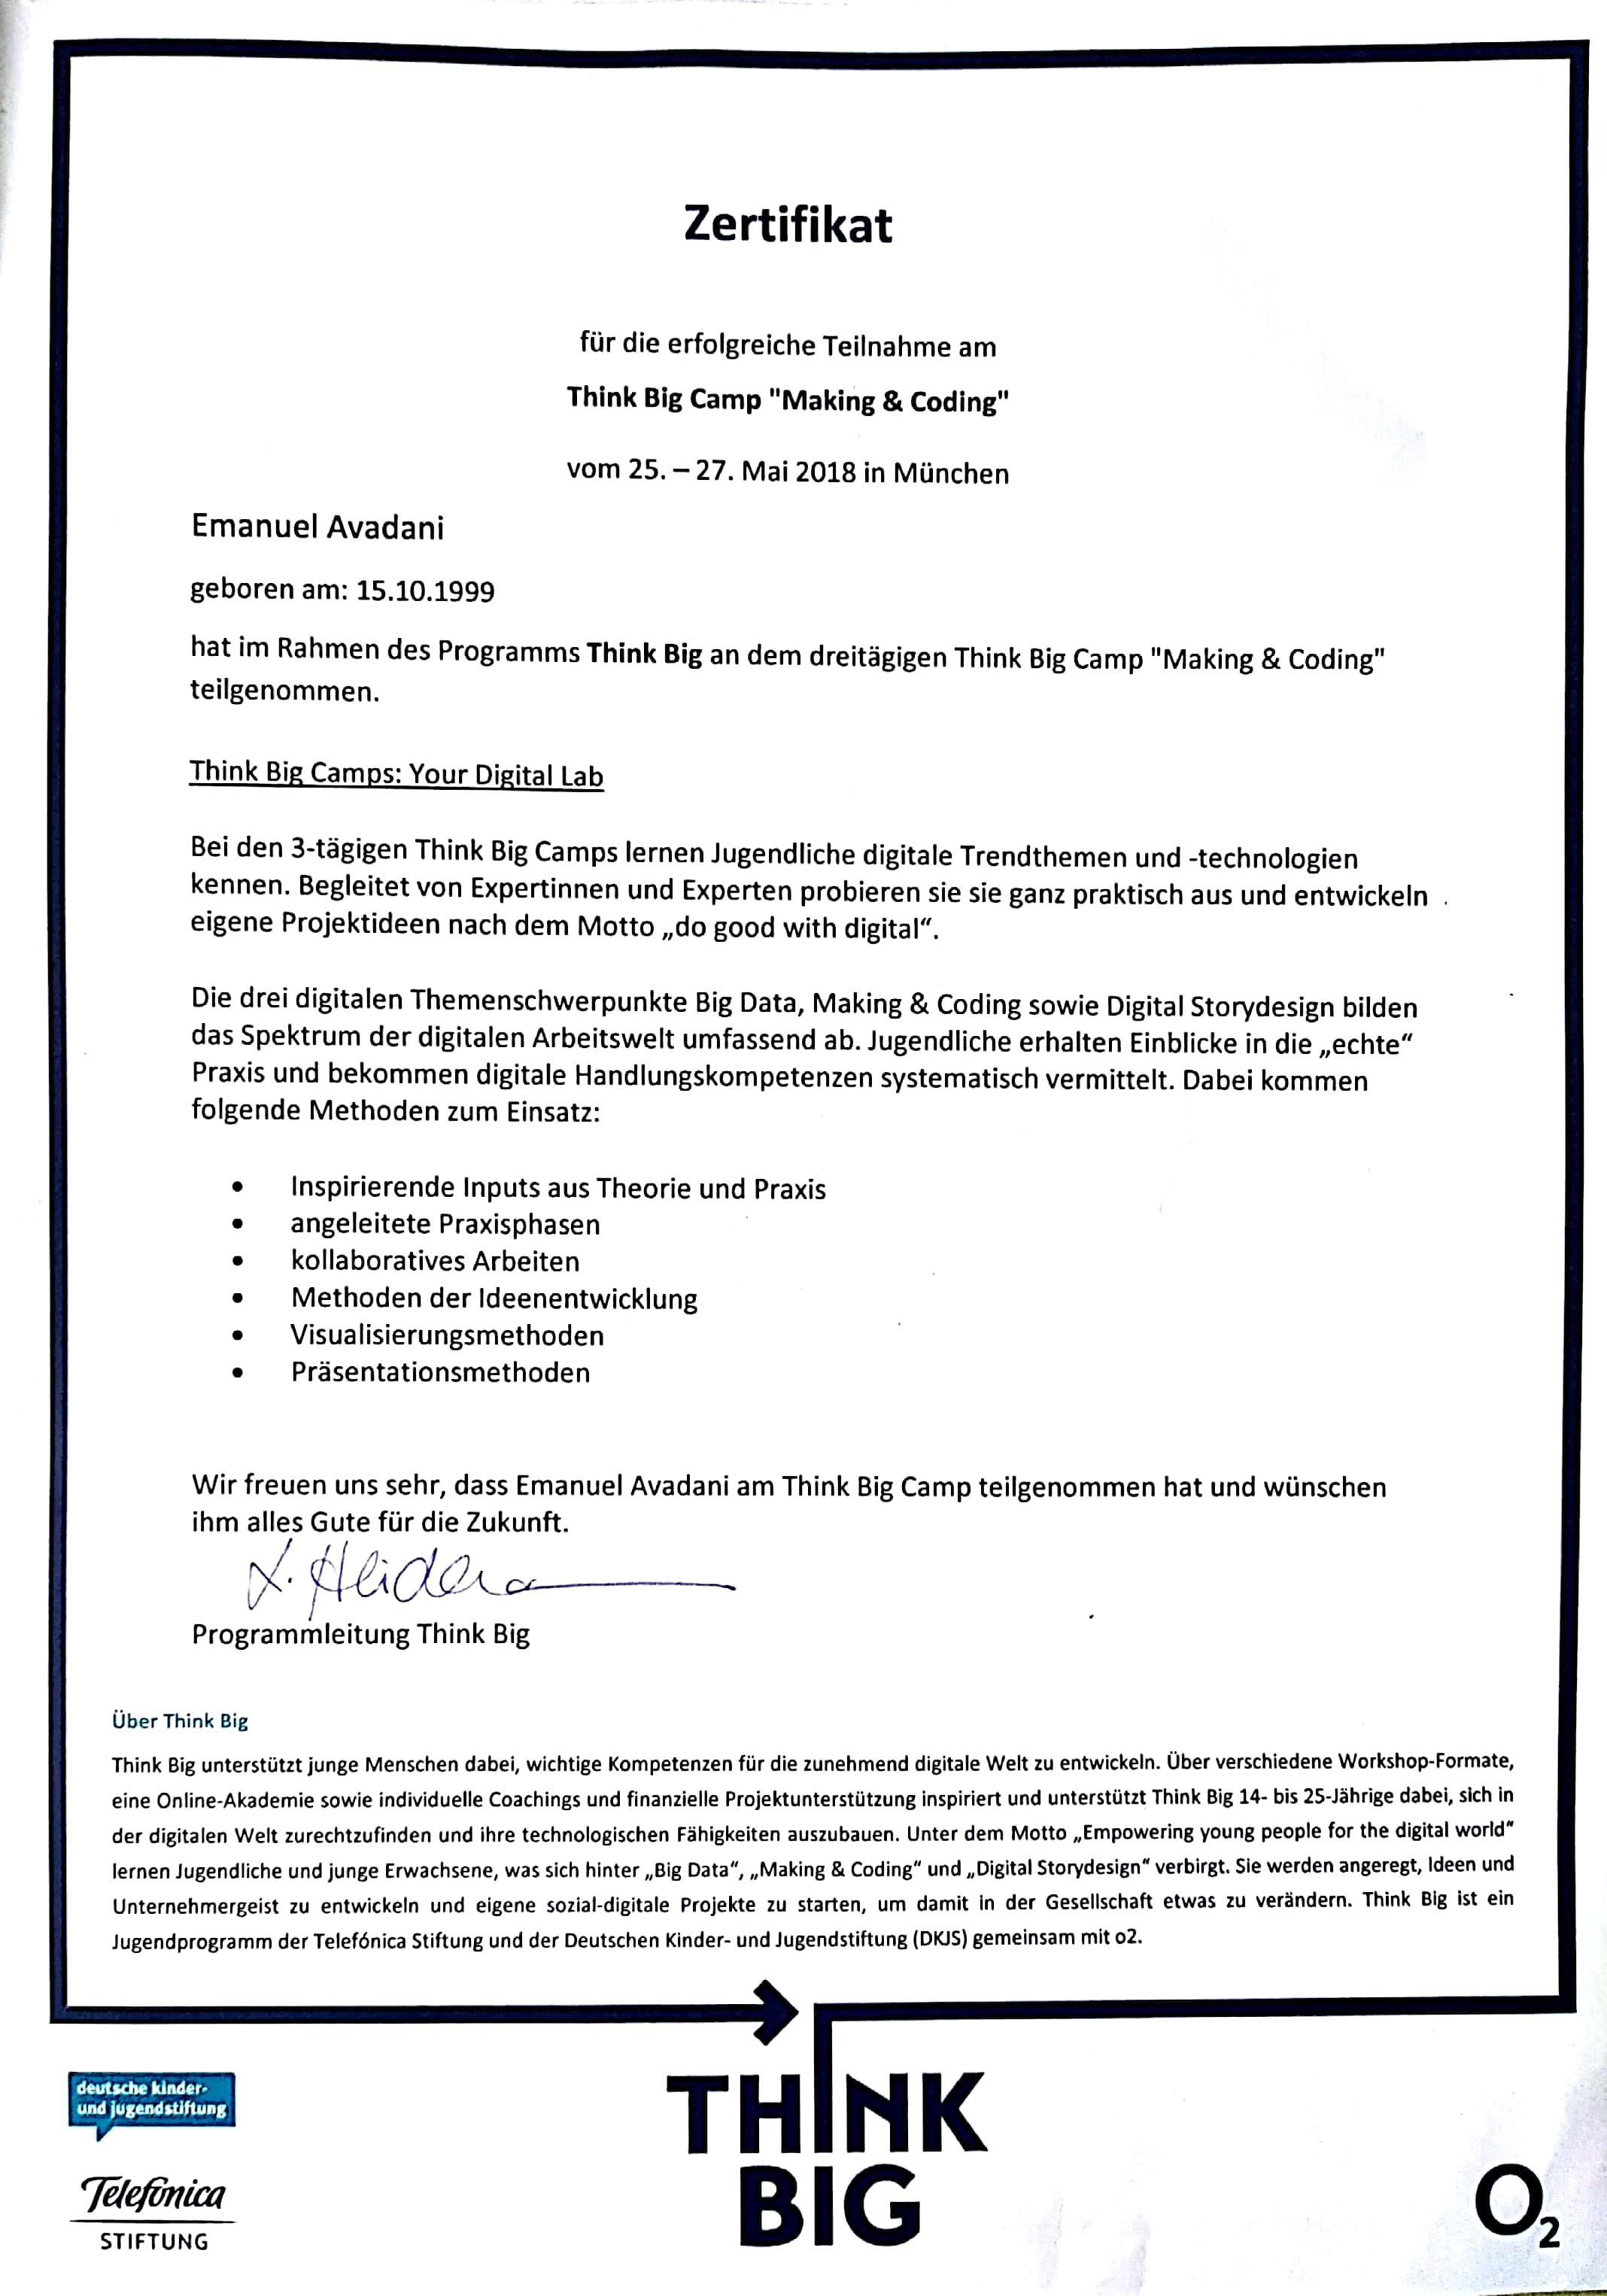 Zertifikat
für die erfolgreiche Teilnahme am
Think Big Camp "Making & Coding"
vom 25. – 27. Mai 2018 in München
Emanuel Avadani
geboren am: 15.10.1999
hat im Rahmen des Programms Think Big an dem dreitägigen Think Big Camp "Making & Coding"
teilgenommen.
Think Big Camps: Your Digital Lab
Bei den 3-tägigen Think Big Camps lernen Jugendliche digitale Trendthemen und -technologien
kennen. Begleitet von Expertinnen und Experten probieren sie sie ganz praktisch aus und entwickeln
eigene Projektideen nach dem Motto „do good with digital“.
Die drei digitalen Themenschwerpunkte Big Data, Making & Coding sowie Digital Storydesign bilden
das Spektrum der digitalen Arbeitswelt umfassend ab. Jugendliche erhalten Einblicke in die „echte“
Praxis und bekommen digitale Handlungskompetenzen systematisch vermittelt. Dabei kommen
folgende Methoden zum Einsatz:
• Inspirierende Inputs aus Theorie und Praxis
• angeleitete Praxisphasen
• kollaboratives Arbeiten
• Methoden der Ideenentwicklung
• Visualisierungsmethoden
• Präsentationsmethoden
Wir freuen uns sehr, dass Emanuel Avadani am Think Big Camp teilgenommen hat und wünschen
ihm alles Gute für die Zukunft.
Programmleitung Think Big
Über Think Big
Think Big unterstützt junge Menschen dabei, wichtige Kompetenzen für die zunehmend digitale Welt zu entwickeln. Über verschiedene Workshop-Formate,
eine Online-Akademie sowie individuelle Coachings und finanzielle Projektunterstützung inspiriert und unterstützt Think Big 14- bis 25-Jährige dabei, sich in
der digitalen Welt zurechtzufinden und ihre technologischen Fähigkeiten auszubauen. Unter dem Motto „Empowering young people for the digital world“
lernen Jugendliche und junge Erwachsene, was sich hinter „Big Data“, „Making & Coding“ und „Digital Storydesign“ verbirgt. Sie werden angeregt, Ideen und
Unternehmergeist zu entwickeln und eigene sozial-digitale Projekte zu starten, um damit in der Gesellschaft etwas zu verändern. Think Big ist ein
Jugendprogramm der Telefónica Stiftung und der Deutschen Kinder- und Jugendstiftung (DKJS) gemeinsam mit o2.
deutsche kinder-
und jugendstiftung
Telefónica
STIFTUNG
THINK
BIG
O2